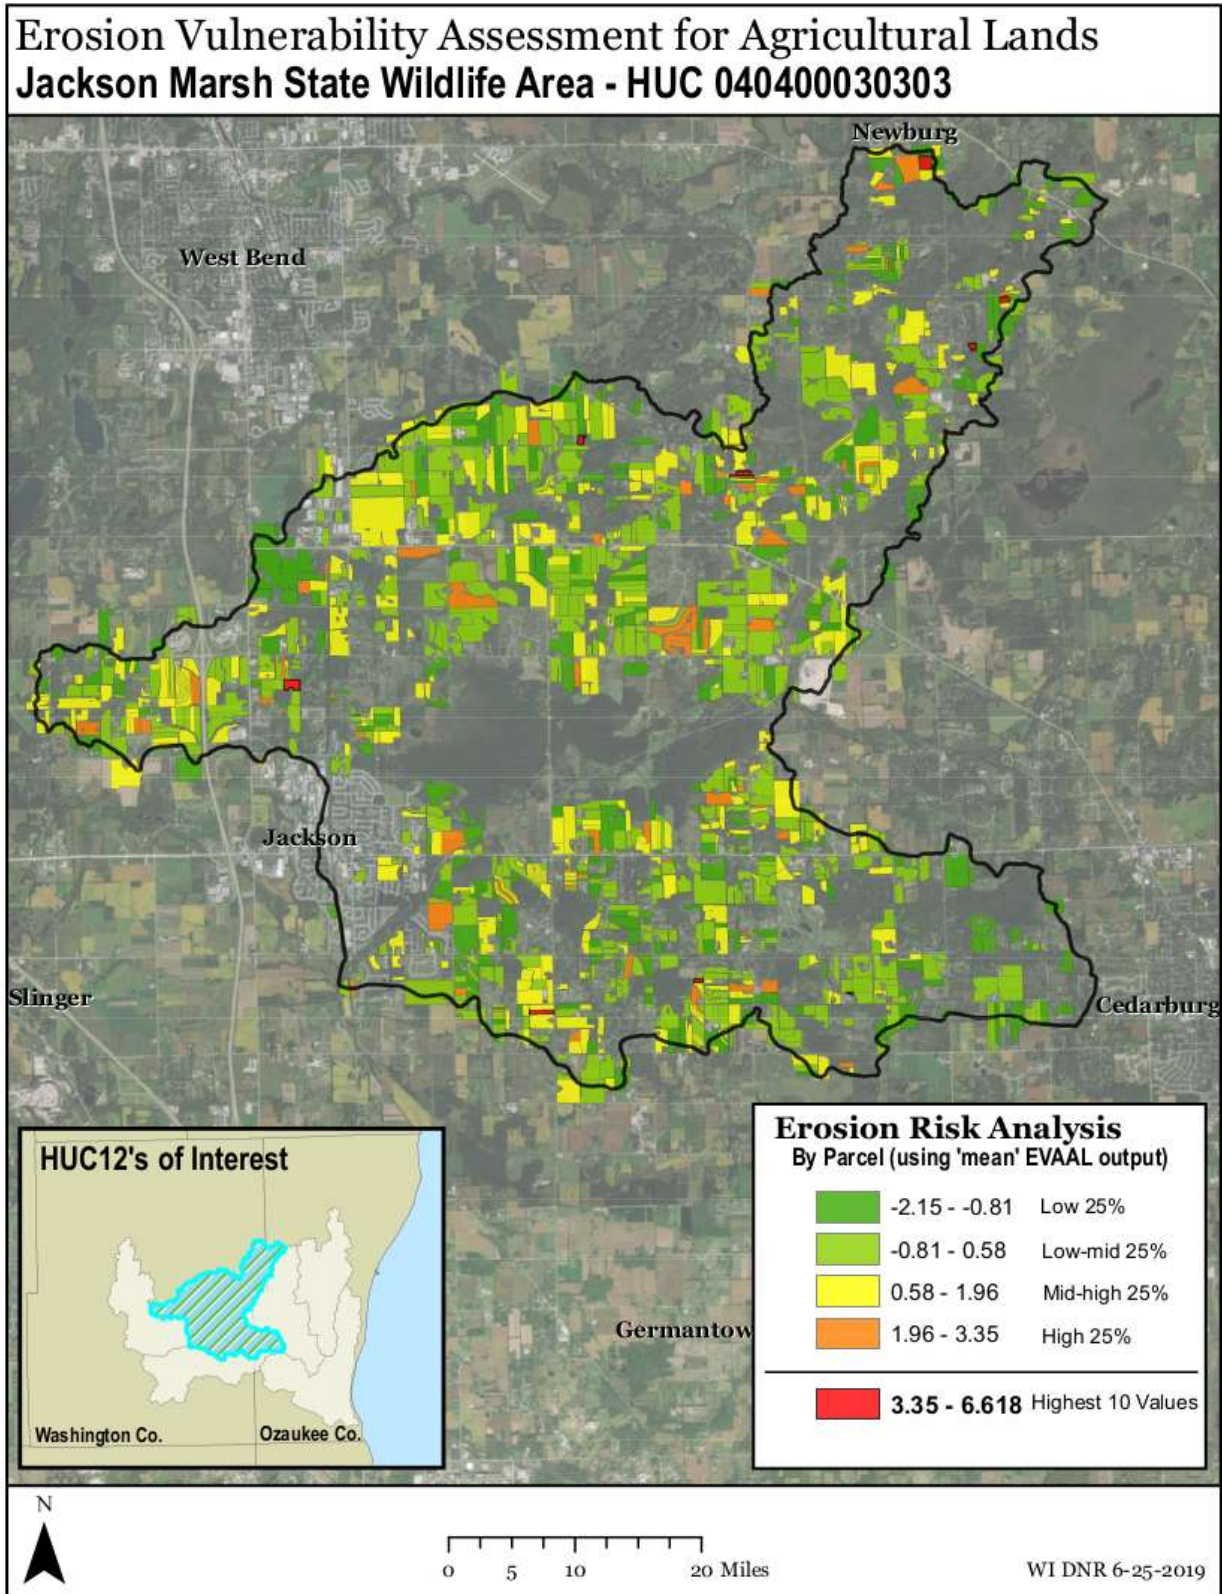 Erosion Vulnerability Assessment for Agricultural Lands
Jackson Marsh State Wildlife Area - HUC 040400030303
Newburg
West Bend
Jackson
Slinger
Cedarburg
Germantow
HUC12's of Interest
Washington Co.
Ozaukee Co.
Erosion Risk Analysis
By Parcel (using 'mean' EVAAL output)
-2.15 - -0.81 Low 25%
-0.81 - 0.58 Low-mid 25%
0.58 - 1.96 Mid-high 25%
1.96 - 3.35 High 25%
3.35 - 6.618 Highest 10 Values
N
0 5 10 20 Miles
WI DNR 6-25-2019